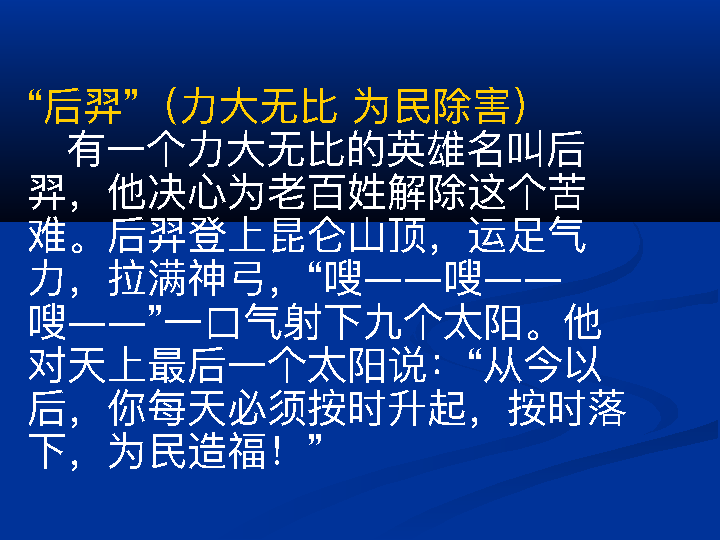 “后羿”（力大无比 为民除害）
有一个力大无比的英雄名叫后
羿，他决心为老百姓解除这个苦
难。后羿登上昆仑山顶，运足气
力，拉满神弓，“嗖——嗖——
嗖——”一口气射下九个太阳。他
对天上最后一个太阳说：“从今以
后，你每天必须按时升起，按时落
下，为民造福！”